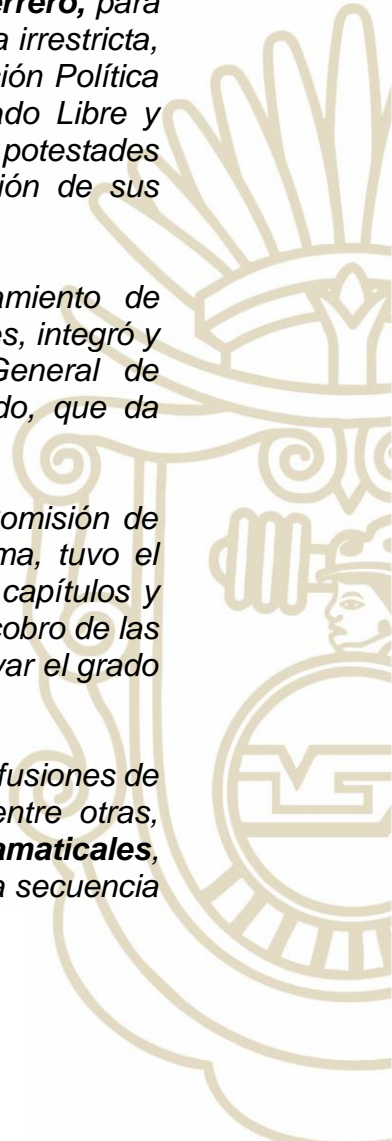 errero, para
a irrestricta,
ión Política
ado Libre y
potestades
ión de sus
amiento de
es, integró y
General de
do, que da
omisión de
ma, tuvo el
capítulos y
cobro de las
var el grado
fusiones de
entre otras,
amaticales,
a secuencia